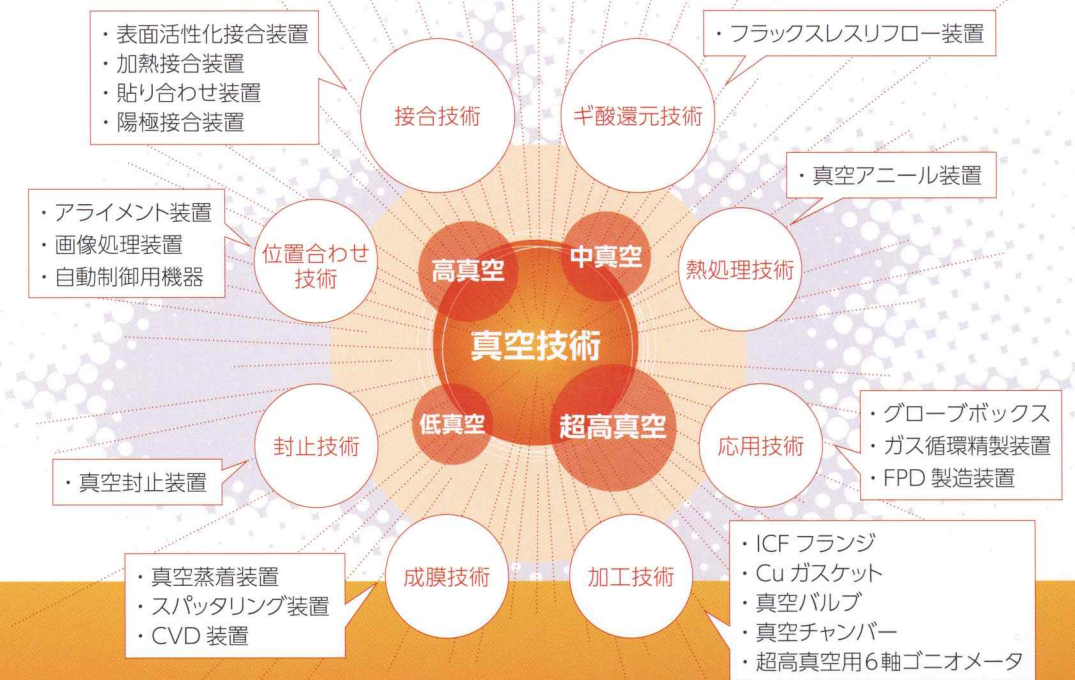 ・表面活性化接合装置
・加熱接合装置
・貼り合わせ装置
・陽極接合装置
接合技術
ギ酸還元技術
・フラックスレスリフロー装置
・真空アニール装置
・アライメント装置
・画像処理装置
・自動制御用機器
位置合わせ
技術
高真空
中真空
熱処理技術
真空技術
低真空
超高真空
封止技術
・真空封止装置
応用技術
・グローブボックス
・ガス循環精製装置
・FPD 製造装置
・真空蒸着装置
・スパッタリング装置
・CVD 装置
成膜技術
加工技術
・ICF フランジ
・Cu ガスケット
・真空バルブ
・真空チャンバー
・超高真空用6軸ゴニオメータ